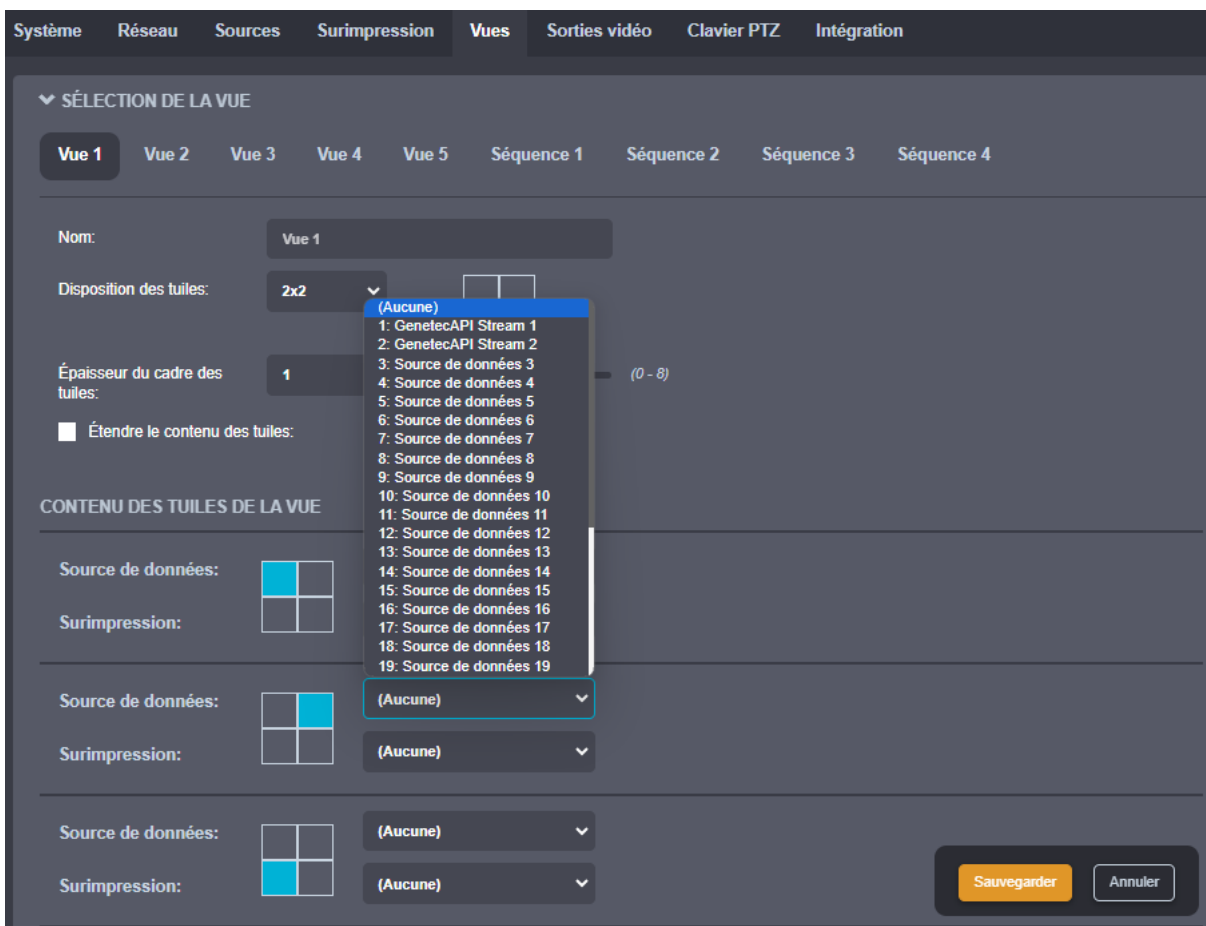 Système Réseau Sources Surimpression Vues Sorties vidéo Clavier PTZ Intégration
SÉLECTION DE LA VUE
Vue 1 Vue 2 Vue 3 Vue 4 Vue 5 Séquence 1 Séquence 2 Séquence 3 Séquence 4
Nom: Vue 1
Disposition des tuiles: 2x2
(Aucune)
1: GenetecAPI Stream 1
2: GenetecAPI Stream 2
3: Source de données 3
4: Source de données 4
5: Source de données 5
6: Source de données 6
7: Source de données 7
8: Source de données 8
9: Source de données 9
10: Source de données 10
11: Source de données 11
12: Source de données 12
13: Source de données 13
14: Source de données 14
15: Source de données 15
16: Source de données 16
17: Source de données 17
18: Source de données 18
19: Source de données 19
Épaisseur du cadre des
tuiles:
1 (0 - 8)
Étendre le contenu des tuiles:
CONTENU DES TUILES DE LA VUE
Source de données:
Surimpression:
Source de données: (Aucune)
Surimpression: (Aucune)
Source de données: (Aucune)
Surimpression: (Aucune)
Sauvegarder Annuler